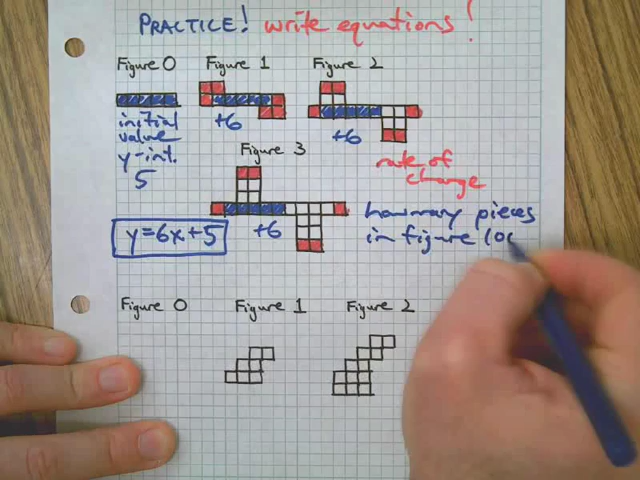 PRACTICE! write equations!
Figure 0 Figure 1 Figure 2
initial
value
y-int.
5
+6
+6
Figure 3
rate of
change
y=6x+5
+6
how many pieces
in figure 100
Figure 0 Figure 1 Figure 2